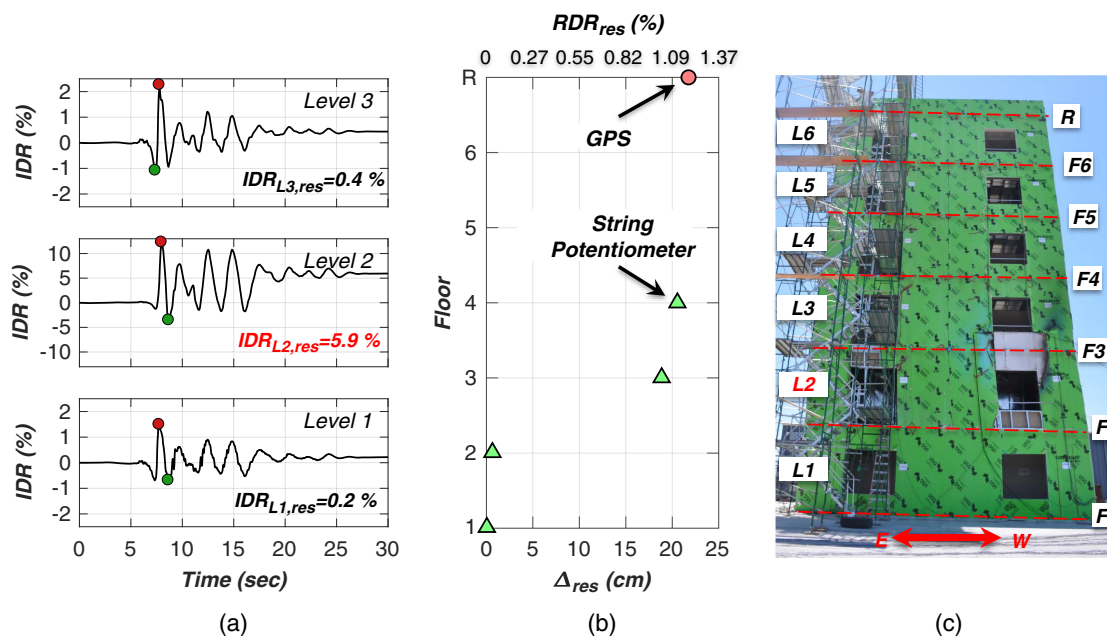 RDR_res (%)
0 0.27 0.55 0.82 1.09 1.37
IDR (%)
2
1
0
-1
-2
Level 3
IDR_L3,res=0.4 %
IDR (%)
10
5
0
-5
-10
Level 2
IDR_L2,res=5.9 %
IDR (%)
2
1
0
-1
-2
Level 1
IDR_L1,res=0.2 %
0 5 10 15 20 25 30
Time (sec)
(a)
Floor
R
6
5
4
3
2
1
GPS
String
Potentiometer
0 5 10 15 20 25
Δ_res (cm)
(b)
R
L6
F6
L5
F5
L4
F4
L3
F3
L2
F
L1
F
E W
(c)